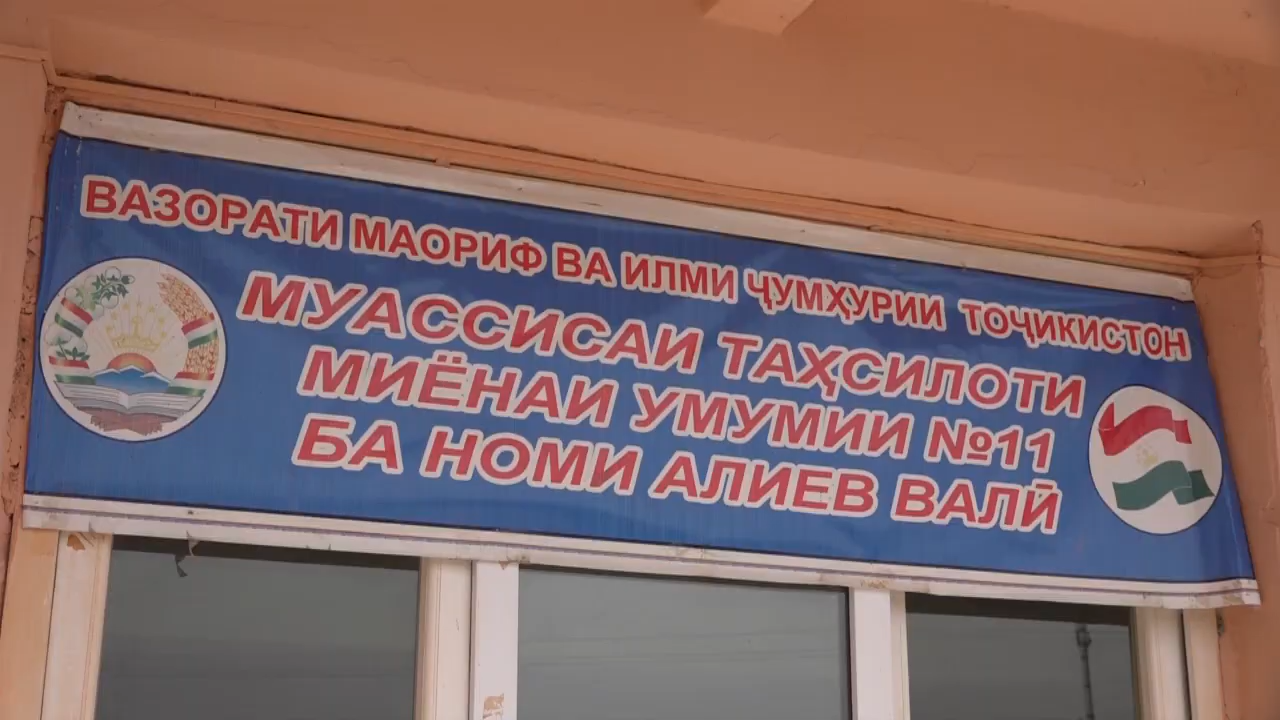 ВАЗОРАТИ МАОРИФ ВА ИЛМИ ҶУМҲУРИИ ТОҶИКИСТОН
МУАССИСАИ ТАҲСИЛОТИ
МИЁНАИ УМУМИИ №11
БА НОМИ АЛИЕВ ВАЛӢ